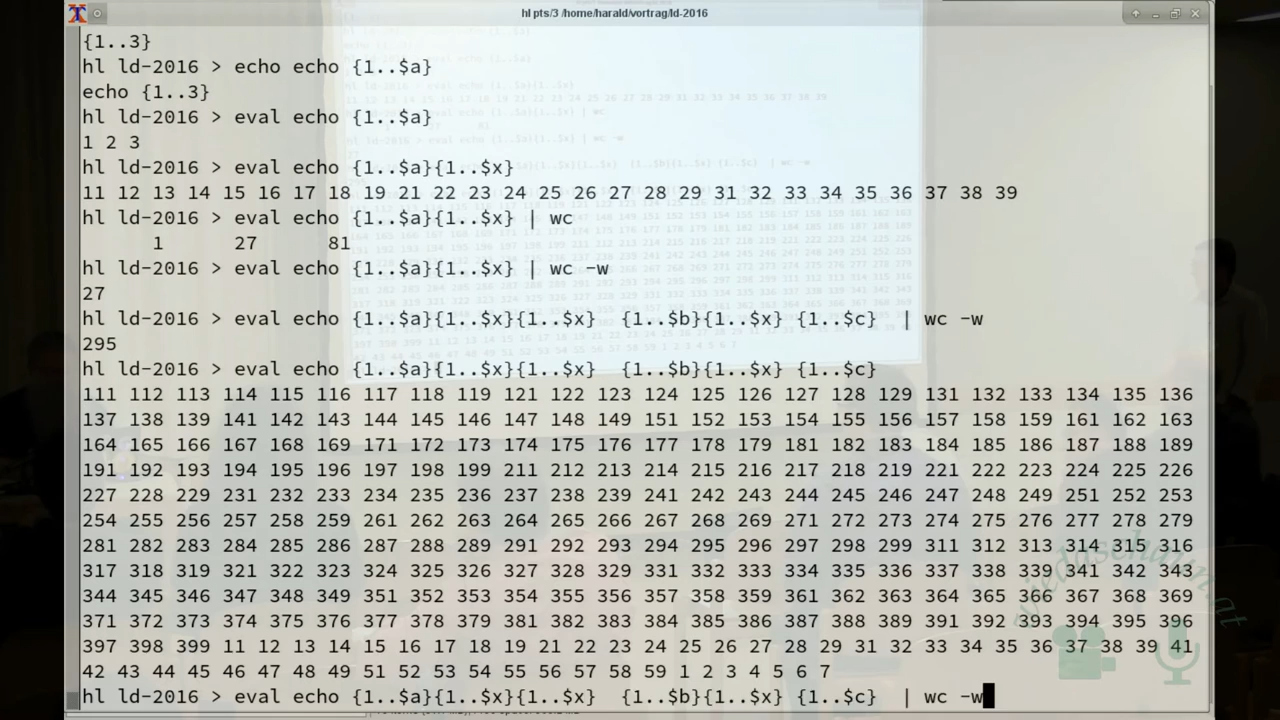 hl pts/3 /home/harald/vortrag/ld-2016
{1..3}
hl ld-2016 > echo echo {1..$a}
echo {1..3}
hl ld-2016 > eval echo {1..$a}
1 2 3
hl ld-2016 > eval echo {1..$a}{1..$x}
11 12 13 14 15 16 17 18 19 21 22 23 24 25 26 27 28 29 31 32 33 34 35 36 37 38 39
hl ld-2016 > eval echo {1..$a}{1..$x} | wc
1 27 81
hl ld-2016 > eval echo {1..$a}{1..$x} | wc -w
27
hl ld-2016 > eval echo {1..$a}{1..$x}{1..$x}  {1..$b}{1..$x} {1..$c}  | wc -w
295
hl ld-2016 > eval echo {1..$a}{1..$x}{1..$x}  {1..$b}{1..$x} {1..$c}
111 112 113 114 115 116 117 118 119 121 122 123 124 125 126 127 128 129 131 132 133 134 135 136
137 138 139 141 142 143 144 145 146 147 148 149 151 152 153 154 155 156 157 158 159 161 162 163
164 165 166 167 168 169 171 172 173 174 175 176 177 178 179 181 182 183 184 185 186 187 188 189
191 192 193 194 195 196 197 198 199 211 212 213 214 215 216 217 218 219 221 222 223 224 225 226
227 228 229 231 232 233 234 235 236 237 238 239 241 242 243 244 245 246 247 248 249 251 252 253
254 255 256 257 258 259 261 262 263 264 265 266 267 268 269 271 272 273 274 275 276 277 278 279
281 282 283 284 285 286 287 288 289 291 292 293 294 295 296 297 298 299 311 312 313 314 315 316
317 318 319 321 322 323 324 325 326 327 328 329 331 332 333 334 335 336 337 338 339 341 342 343
344 345 346 347 348 349 351 352 353 354 355 356 357 358 359 361 362 363 364 365 366 367 368 369
371 372 373 374 375 376 377 378 379 381 382 383 384 385 386 387 388 389 391 392 393 394 395 396
397 398 399 11 12 13 14 15 16 17 18 19 21 22 23 24 25 26 27 28 29 31 32 33 34 35 36 37 38 39 41
42 43 44 45 46 47 48 49 51 52 53 54 55 56 57 58 59 1 2 3 4 5 6 7
hl ld-2016 > eval echo {1..$a}{1..$x}{1..$x}  {1..$b}{1..$x} {1..$c}  | wc -w